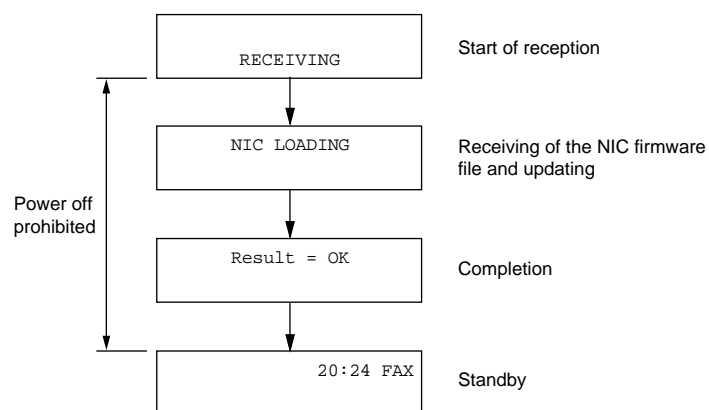 RECEIVING
Start of reception
NIC LOADING
Receiving of the NIC firmware
file and updating
Power off
prohibited
Result = OK
Completion
20:24 FAX
Standby